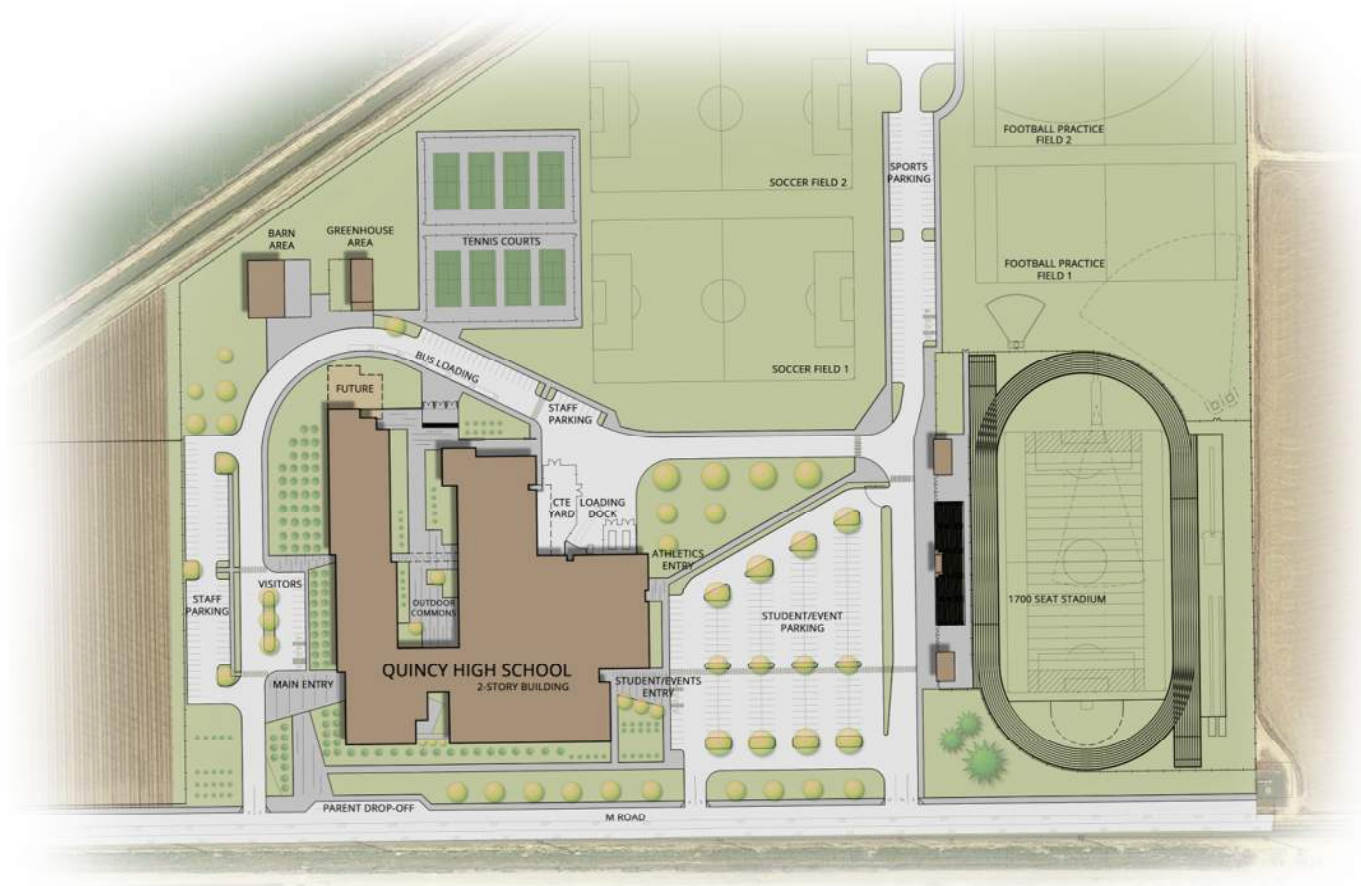 FOOTBALL PRACTICE
FIELD 2
SPORTS
PARKING
SOCCER FIELD 2
BARN
AREA
GREENHOUSE
AREA
TENNIS COURTS
FOOTBALL PRACTICE
FIELD 1
BUS LOADING
SOCCER FIELD 1
FUTURE
STAFF
PARKING
CTE
YARD
LOADING
DOCK
ATHLETICS
ENTRY
VISITORS
STAFF
PARKING
OUTDOOR
COMMONS
1700 SEAT STADIUM
STUDENT/EVENT
PARKING
QUINCY HIGH SCHOOL
2-STORY BUILDING
MAIN ENTRY
STUDENT/EVENTS
ENTRY
PARENT DROP-OFF
M ROAD